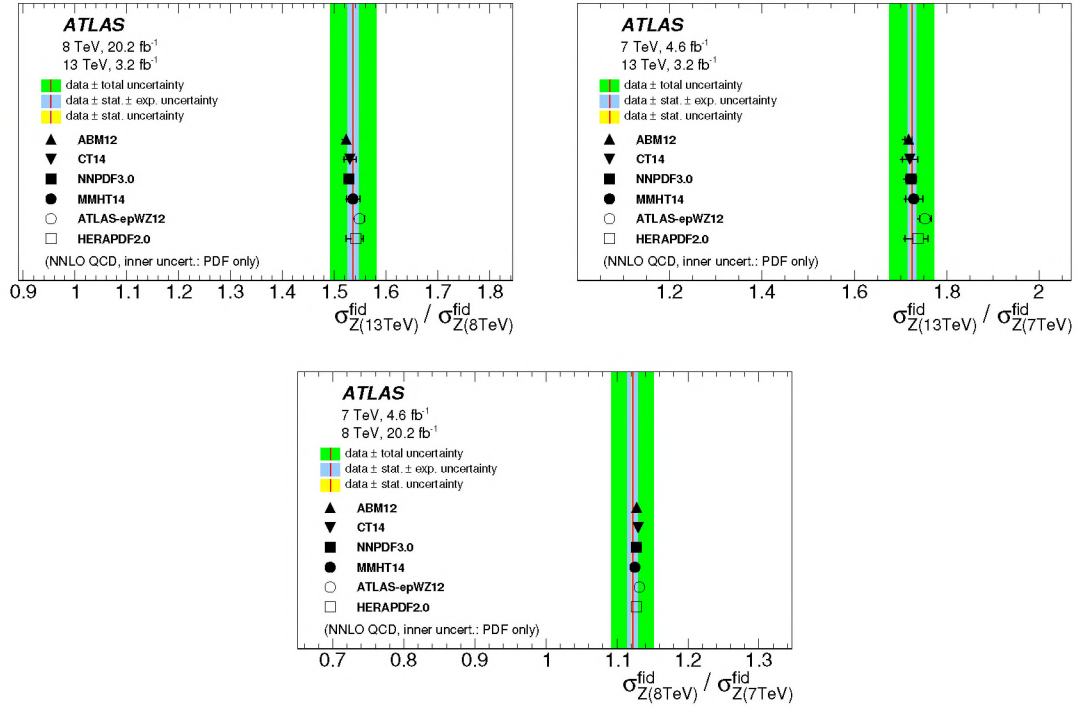 ATLAS
8 TeV, 20.2 fb⁻¹
13 TeV, 3.2 fb⁻¹
data ± total uncertainty
data ± stat. ± exp. uncertainty
data ± stat. uncertainty
ABM12
CT14
NNPDF3.0
MMHT14
ATLAS-epWZ12
HERAPDF2.0
(NNLO QCD, inner uncert.: PDF only)
0.9 1 1.1 1.2 1.3 1.4 1.5 1.6 1.7 1.8
σ^fid_Z(13TeV) / σ^fid_Z(8TeV)
ATLAS
7 TeV, 4.6 fb⁻¹
13 TeV, 3.2 fb⁻¹
data ± total uncertainty
data ± stat. ± exp. uncertainty
data ± stat. uncertainty
ABM12
CT14
NNPDF3.0
MMHT14
ATLAS-epWZ12
HERAPDF2.0
(NNLO QCD, inner uncert.: PDF only)
1.2 1.4 1.6 1.8 2
σ^fid_Z(13TeV) / σ^fid_Z(7TeV)
ATLAS
7 TeV, 4.6 fb⁻¹
8 TeV, 20.2 fb⁻¹
data ± total uncertainty
data ± stat. ± exp. uncertainty
data ± stat. uncertainty
ABM12
CT14
NNPDF3.0
MMHT14
ATLAS-epWZ12
HERAPDF2.0
(NNLO QCD, inner uncert.: PDF only)
0.7 0.8 0.9 1 1.1 1.2 1.3
σ^fid_Z(8TeV) / σ^fid_Z(7TeV)